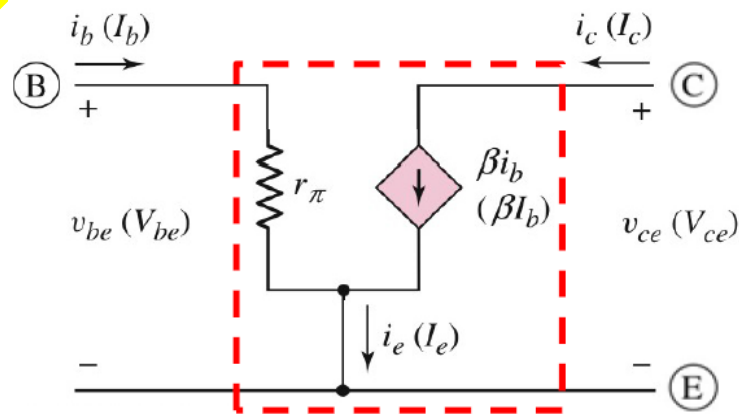 i_b (I_b)
i_c (I_c)
B
C
+
+
r_π
βi_b
(βI_b)
v_be (V_be)
v_ce (V_ce)
i_e (I_e)
−
−
E